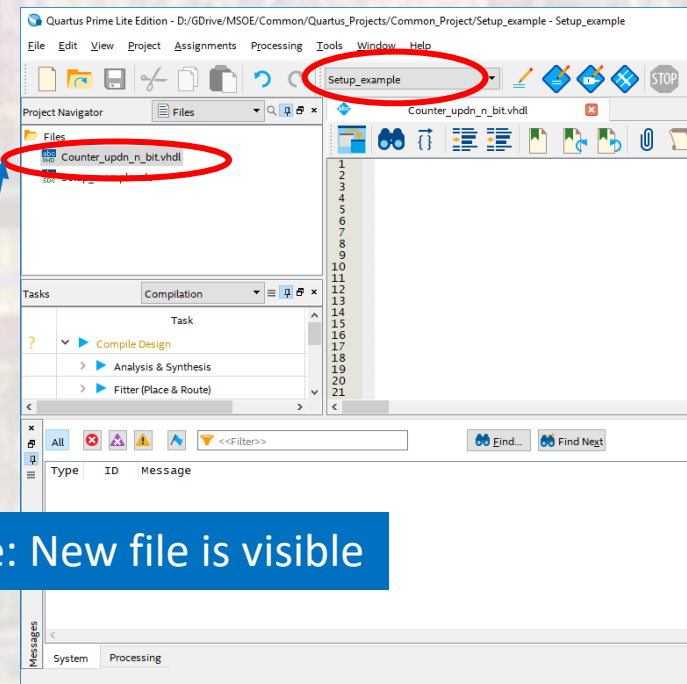 Quartus Prime Lite Edition - D:/GDrive/MSOE/Common/Quartus_Projects/Common_Project/Setup_example - Setup_example
File Edit View Project Assignments Processing Tools Window Help
Setup_example
STOP
Project Navigator Files
Counter_updn_n_bit.vhdl
Files
Counter_updn_n_bit.vhdl
1
2
3
4
5
6
7
8
9
10
11
12
13
14
15
16
17
18
19
20
21
Tasks Compilation
Task
? Compile Design
Analysis & Synthesis
Fitter (Place & Route)
All <<Filter>> Find... Find Next
Type ID Message
e: New file is visible
Messages
System Processing